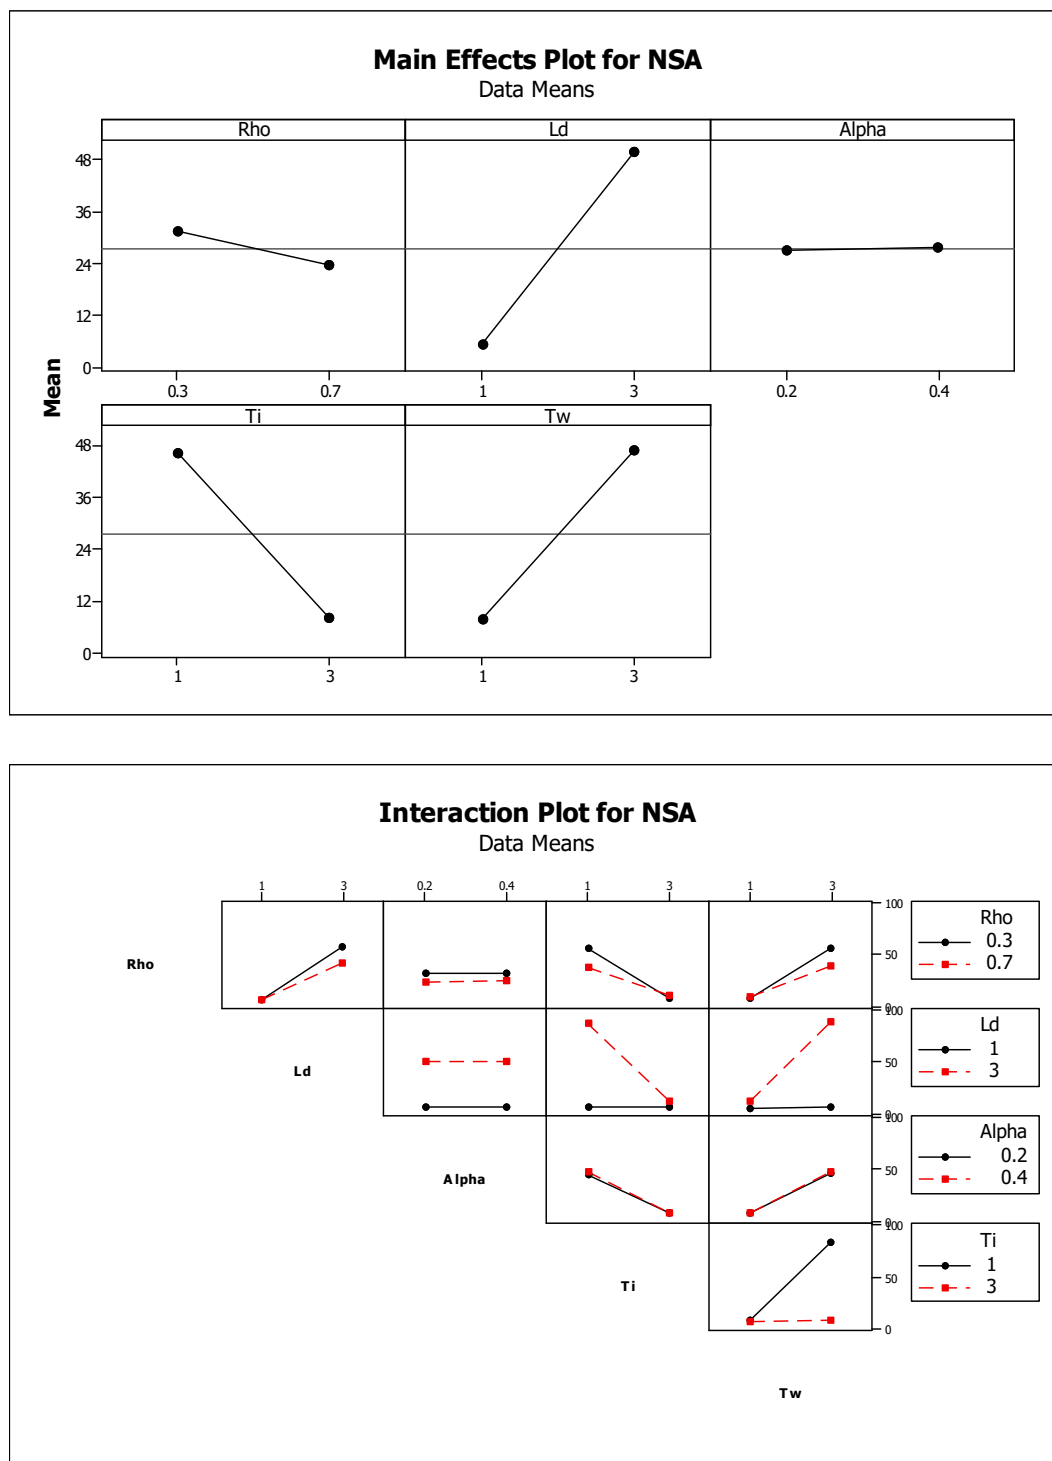 Main Effects Plot for NSA
Data Means
Rho Ld Alpha
48
36
24
12
0
0.3 0.7 1 3 0.2 0.4
Mean
Ti Tw
48
36
24
12
0
1 3 1 3
Interaction Plot for NSA
Data Means
1 3 0.2 0.4 1 3 1 3
Rho
100
50
0
Rho
0.3
0.7
Ld
100
50
0
Ld
1
3
Alpha
100
50
0
Alpha
0.2
0.4
Ti
100
50
0
Ti
1
3
Tw